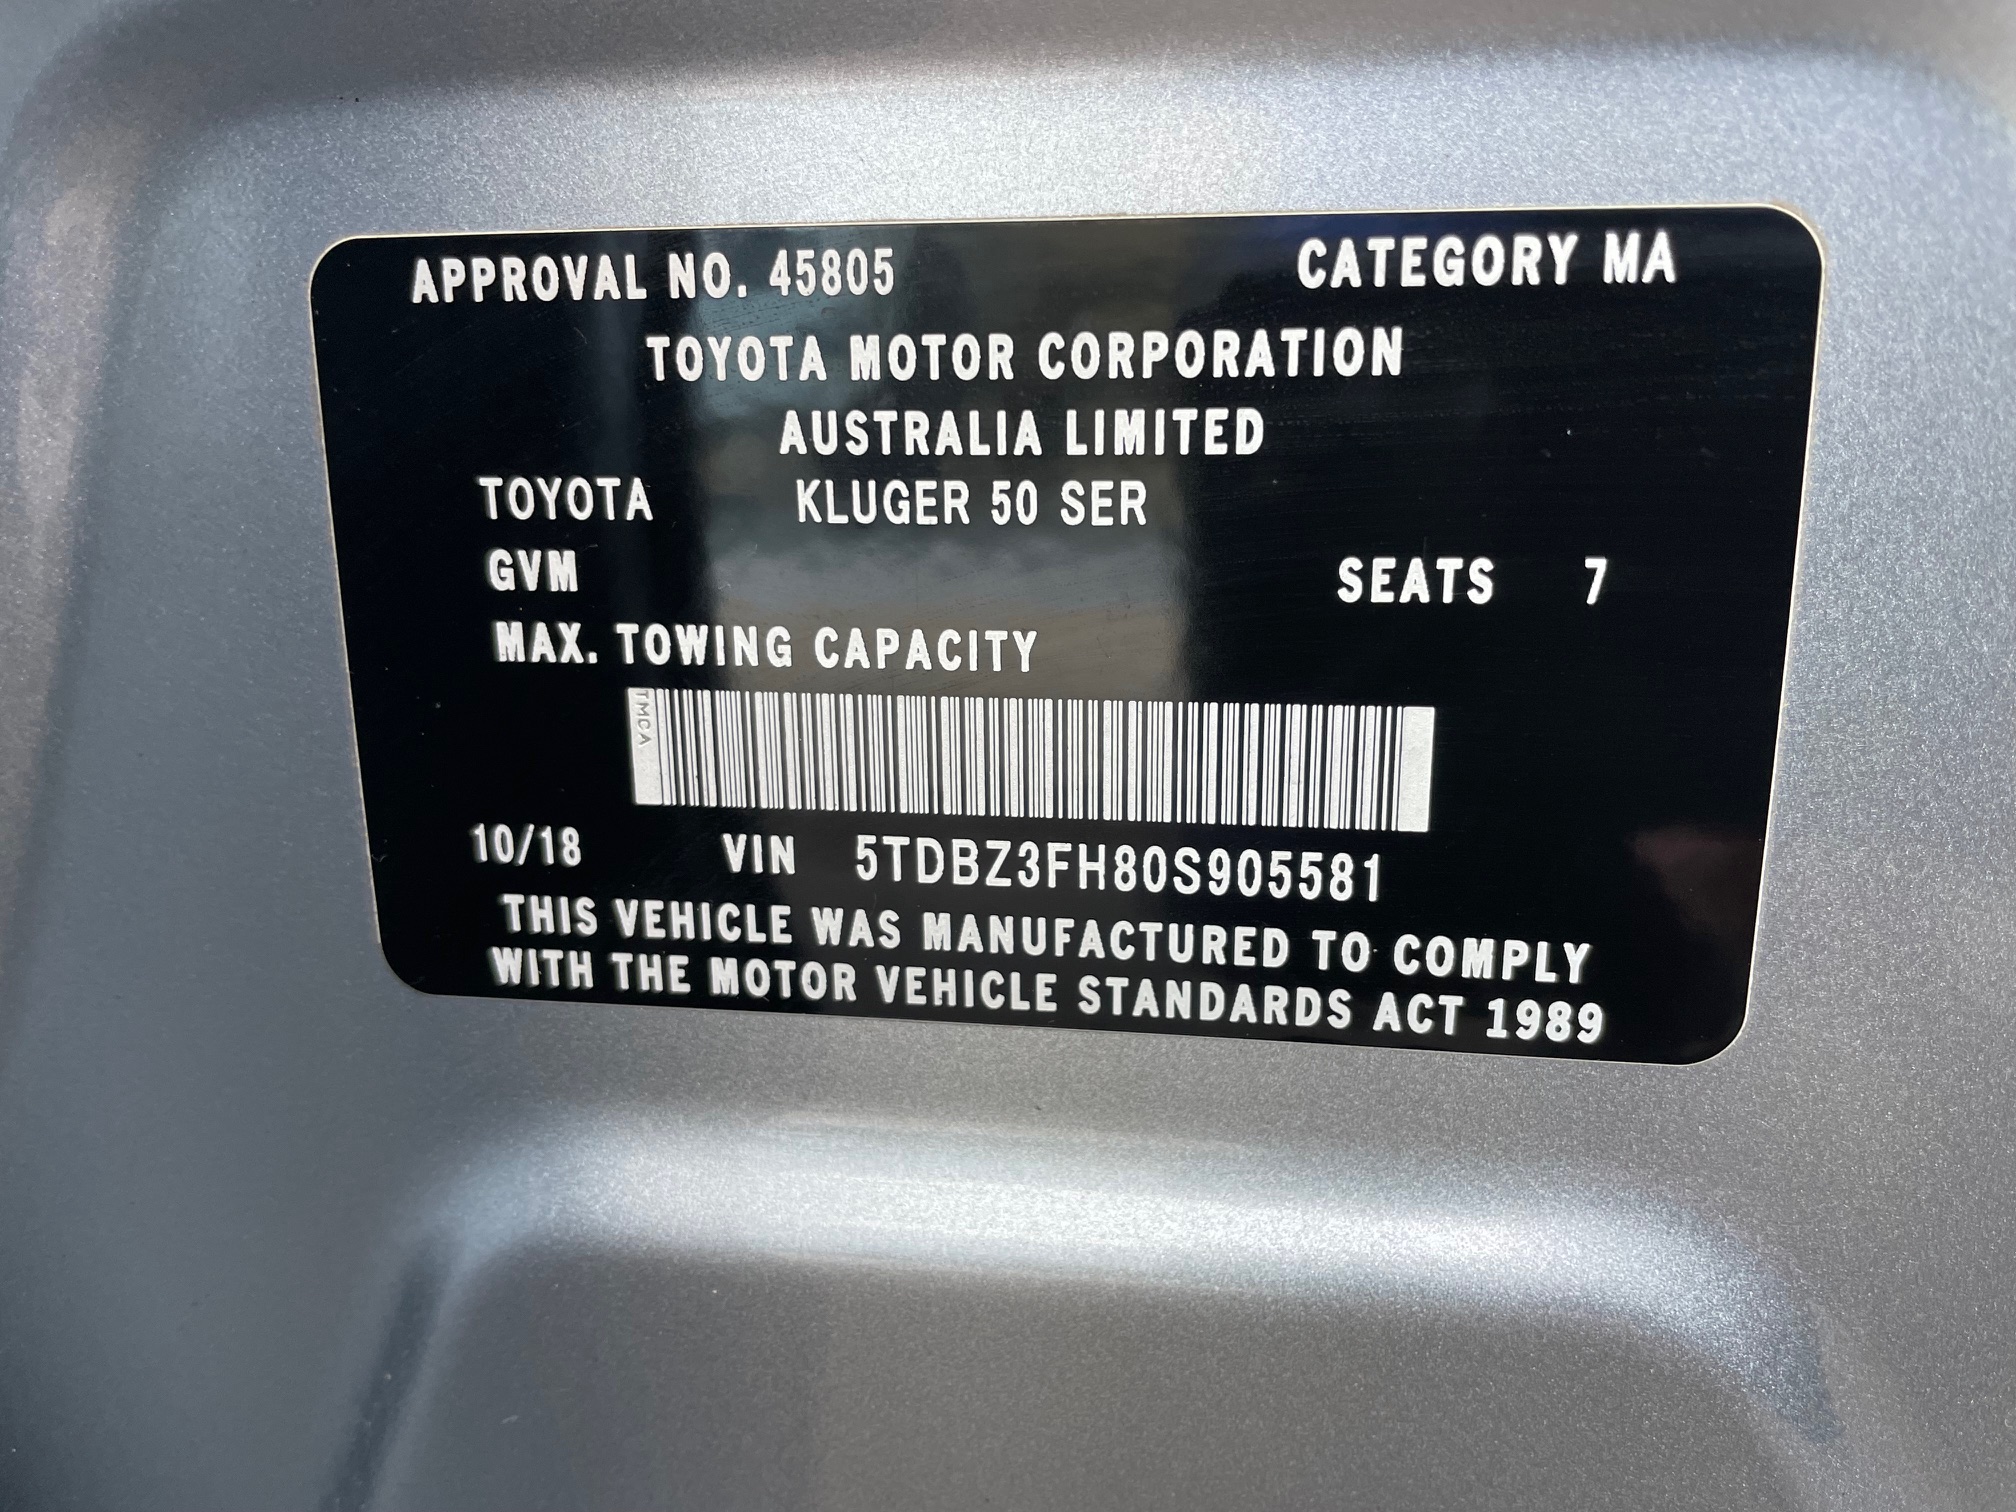 APPROVAL NO. 45805 CATEGORY MA
TOYOTA MOTOR CORPORATION
AUSTRALIA LIMITED
TOYOTA KLUGER 50 SER
GVM SEATS 7
MAX. TOWING CAPACITY
TMCA
10/18 VIN 5TDBZ3FH80S905581
THIS VEHICLE WAS MANUFACTURED TO COMPLY
WITH THE MOTOR VEHICLE STANDARDS ACT 1989